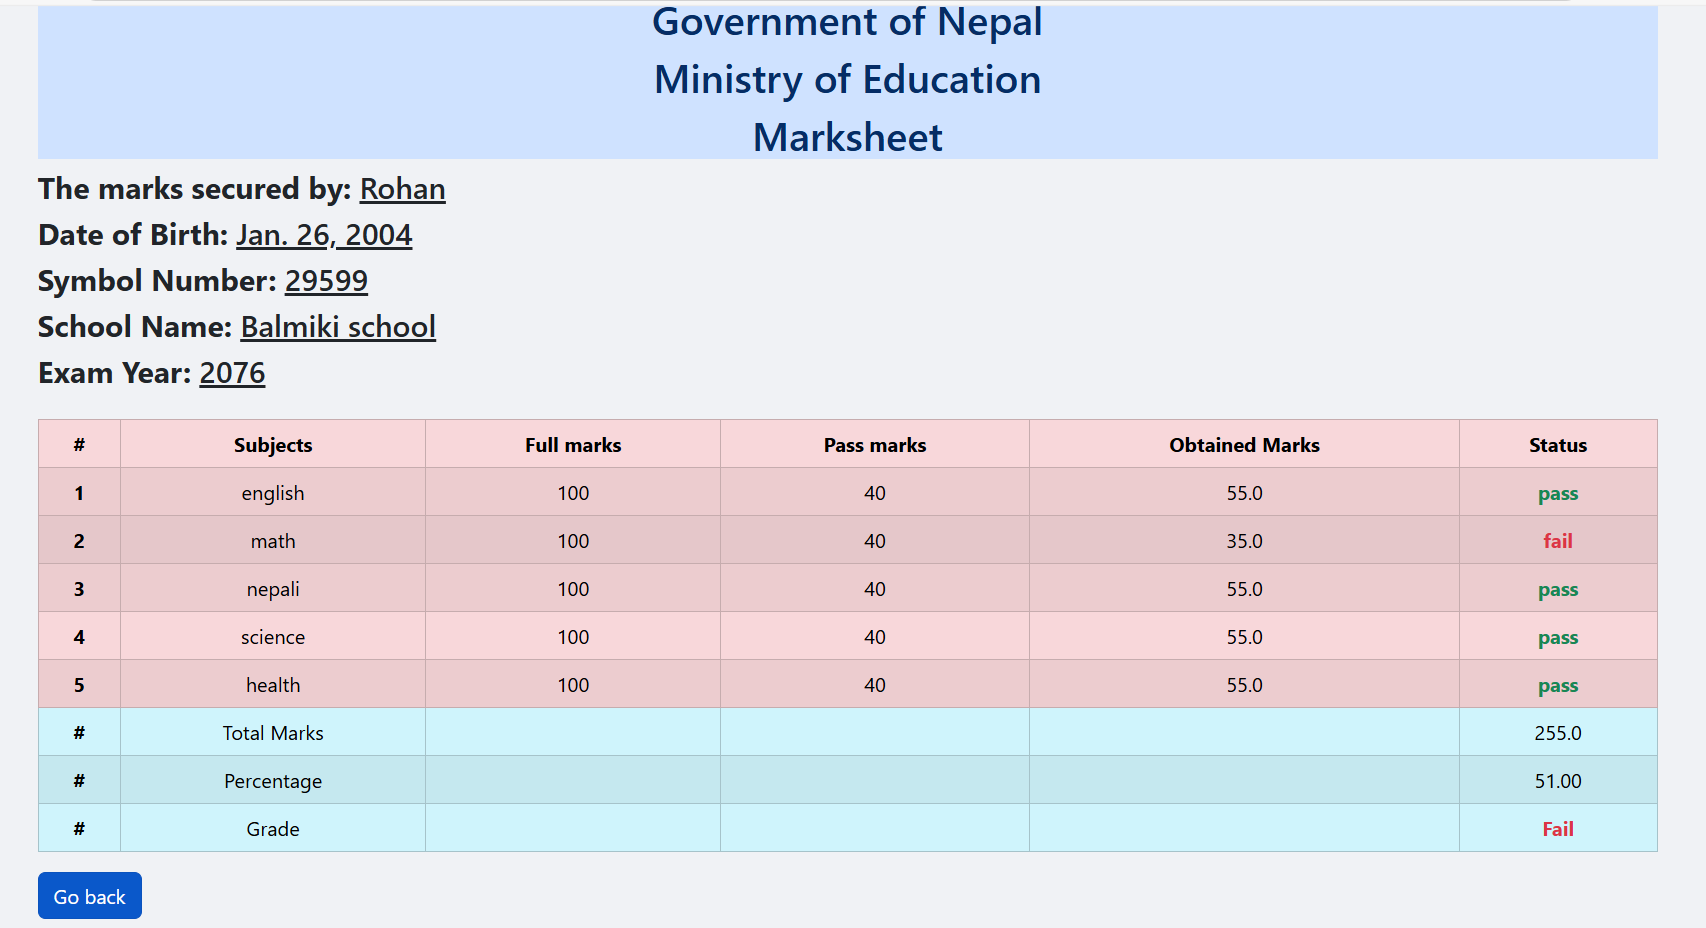 Government of Nepal
Ministry of Education
Marksheet
The marks secured by: Rohan
Date of Birth: Jan. 26, 2004
Symbol Number: 29599
School Name: Balmiki school
Exam Year: 2076
# Subjects Full marks Pass marks Obtained Marks Status
1 english 100 40 55.0 pass
2 math 100 40 35.0 fail
3 nepali 100 40 55.0 pass
4 science 100 40 55.0 pass
5 health 100 40 55.0 pass
# Total Marks 255.0
# Percentage 51.00
# Grade Fail
Go back